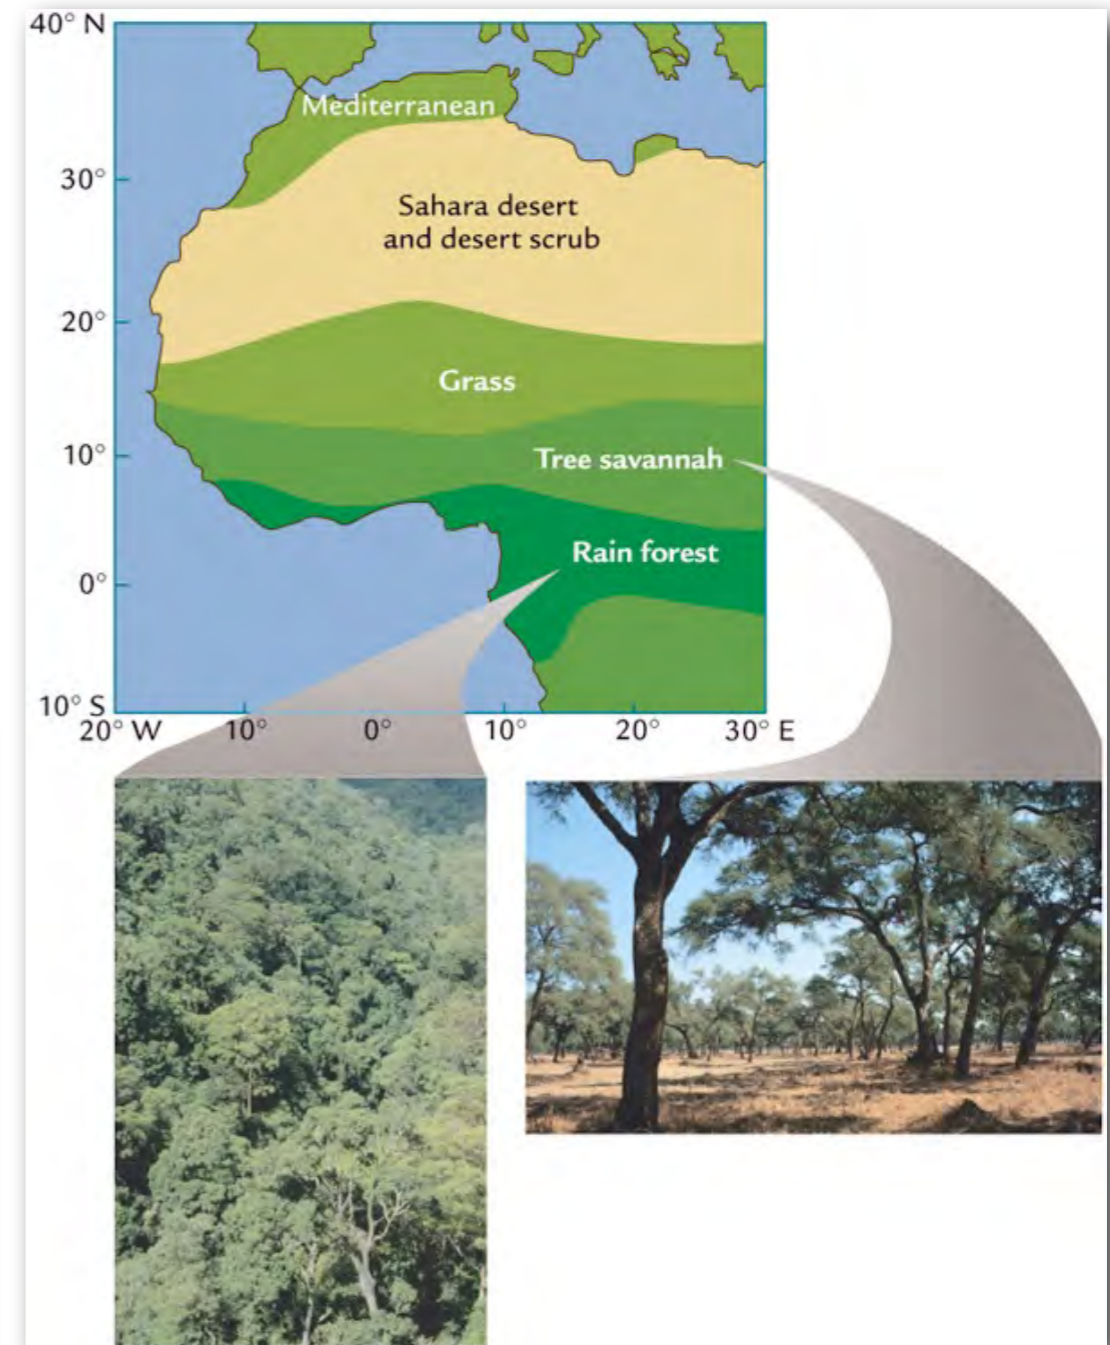 40° N
Mediterranean
30°
Sahara desert
and desert scrub
20°
Grass
10°
Tree savannah
Rain forest
0°
10° S
20° W
10°
0°
10°
20°
30° E